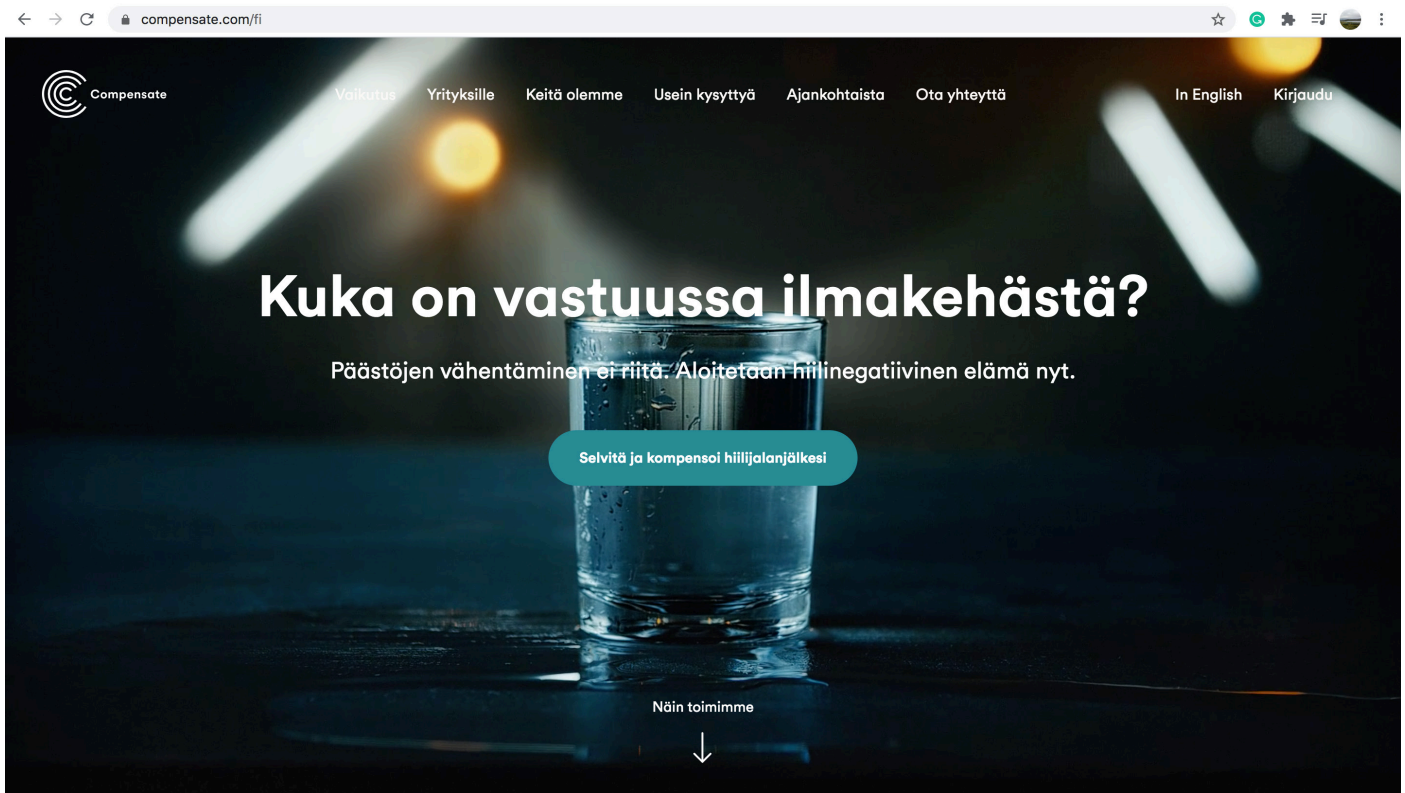 compensate.com/fi
Compensate
Vaikutus Yrityksille Keitä olemme Usein kysyttyä Ajankohtaista Ota yhteyttä In English Kirjaudu
Kuka on vastuussa ilmakehästä?
Päästöjen vähentäminen ei riitä. Aloitetaan hiilinegatiivinen elämä nyt.
Selvitä ja kompensoi hiilijalanjälkesi
Näin toimimme